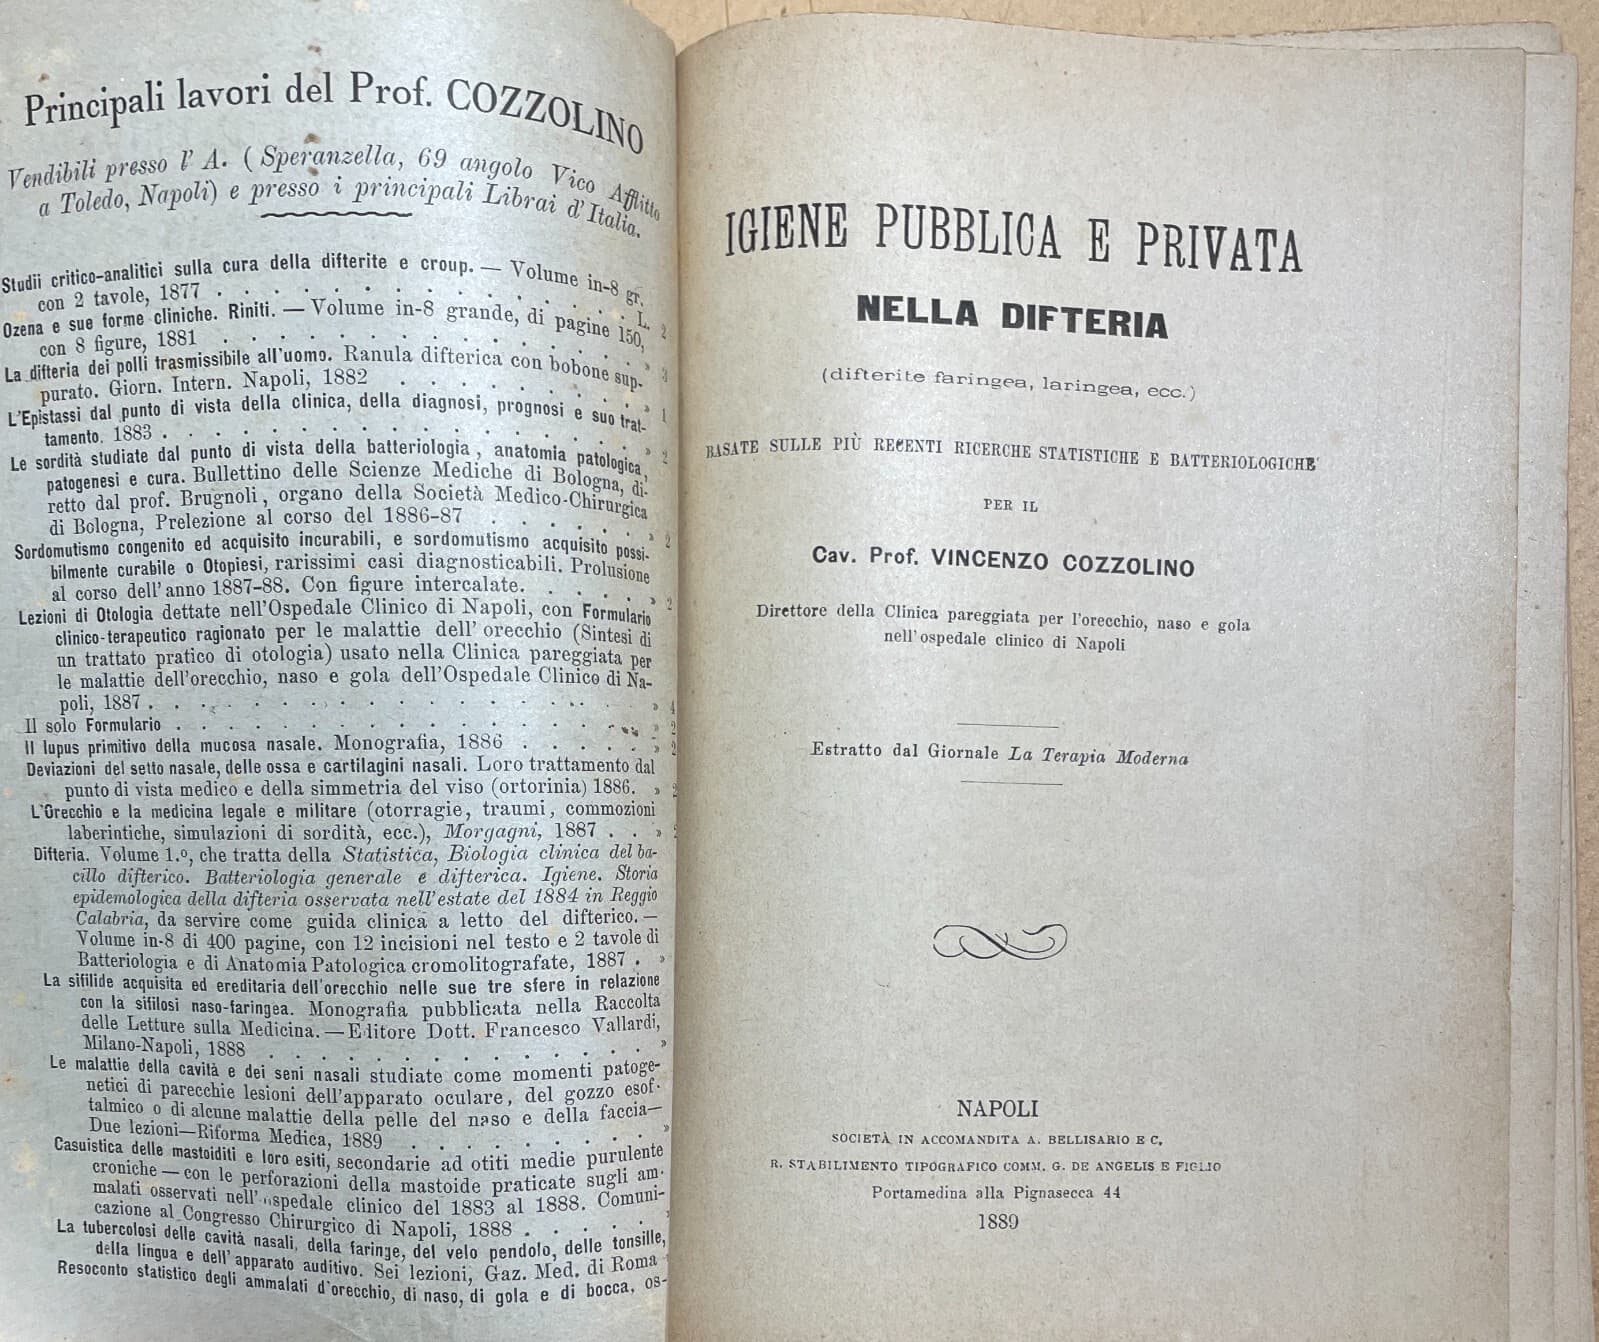 Principali lavori del Prof. COZZOLINO
Vendibili presso l' A. ( Speranzella, 69 angolo Vico Afflitto
a Toledo, Napoli) e presso i principali Librai d'Italia.
Studii critico-analitici sulla cura della difterite e croup. — Volume in-8 gr.
con 2 tavole, 1877 . . . . . . . . . . . . L. 2
Ozena e sue forme cliniche. Riniti. — Volume in-8 grande, di pagine 150,
con 8 figure, 1881 . . . . . . . . . . . . » 3
La difteria dei polli trasmissibile all'uomo. Ranula difterica con bobone sup-
purato. Giorn. Intern. Napoli, 1882 . . . . . . . » 1
L'Epistassi dal punto di vista della clinica, della diagnosi, prognosi e suo trat-
tamento. 1883 . . . . . . . . . . . . . » 2
Le sordità studiate dal punto di vista della batteriologia, anatomia patologica,
patogenesi e cura. Bullettino delle Scienze Mediche di Bologna, di-
retto dal prof. Brugnoli, organo della Società Medico-Chirurgica
di Bologna, Prelezione al corso del 1886-87 . . . . . » 2
Sordomutismo congenito ed acquisito incurabili, e sordomutismo acquisito possi-
bilmente curabile o Otopiesi, rarissimi casi diagnosticabili. Prolusione
al corso dell'anno 1887-88. Con figure intercalate. . . . . » 2
Lezioni di Otologia dettate nell'Ospedale Clinico di Napoli, con Formulario
clinico-terapeutico ragionato per le malattie dell' orecchio (Sintesi di
un trattato pratico di otologia) usato nella Clinica pareggiata per
le malattie dell'orecchio, naso e gola dell'Ospedale Clinico di Na-
poli, 1887 . . . . . . . . . . . . . . » 4
Il solo Formulario . . . . . . . . . . . . . » 2
Il lupus primitivo della mucosa nasale. Monografia, 1886 . . . . . » 2
Deviazioni del setto nasale, delle ossa e cartilagini nasali. Loro trattamento dal
punto di vista medico e della simmetria del viso (ortorinia) 1886. » 2
L'Orecchio e la medicina legale e militare (otorragie, traumi, commozioni
laberintiche, simulazioni di sordità, ecc.), Morgagni, 1887 . . »
Difteria. Volume 1.º, che tratta della Statistica, Biologia clinica del ba-
cillo difterico. Batteriologia generale e difterica. Igiene. Storia
epidemologica della difteria osservata nell'estate del 1884 in Reggio
Calabria, da servire come guida clinica a letto del difterico. —
Volume in-8 di 400 pagine, con 12 incisioni nel testo e 2 tavole di
Batteriologia e di Anatomia Patologica cromolitografate, 1887 . »
La sifilide acquisita ed ereditaria dell'orecchio nelle sue tre sfere in relazione
con la sifilosi naso-faringea. Monografia pubblicata nella Raccolta
delle Letture sulla Medicina. — Editore Dott. Francesco Vallardi,
Milano-Napoli, 1888 . . . . . . . . . . . »
Le malattie della cavità e dei seni nasali studiate come momenti patoge-
netici di parecchie lesioni dell'apparato oculare, del gozzo esof-
talmico o di alcune malattie della pelle del naso e della faccia—
Due lezioni—Riforma Medica, 1889 . . . . . . . »
Casuistica delle mastoiditi e loro esiti, secondarie ad otiti medie purulente
croniche — con le perforazioni della mastoide praticate sugli am-
malati osservati nell' spedale clinico del 1883 al 1888. Comuni-
cazione al Congresso Chirurgico di Napoli, 1888 . . . . »
La tubercolosi delle cavità nasali, della faringe, del velo pendolo, delle tonsille,
della lingua e dell' apparato auditivo. Sei lezioni, Gaz. Med. di Roma
Resoconto statistico degli ammalati d'orecchio, di naso, di gola e di bocca, os-
IGIENE PUBBLICA E PRIVATA
NELLA DIFTERIA
(difterite faringea, laringea, ecc.)
BASATE SULLE PIÙ RECENTI RICERCHE STATISTICHE E BATTERIOLOGICHE
PER IL
Cav. Prof. VINCENZO COZZOLINO
Direttore della Clinica pareggiata per l'orecchio, naso e gola
nell'ospedale clinico di Napoli
Estratto dal Giornale La Terapia Moderna
NAPOLI
SOCIETÀ IN ACCOMANDITA A. BELLISARIO E C.
R. STABILIMENTO TIPOGRAFICO COMM. G. DE ANGELIS E FIGLIO
Portamedina alla Pignasecca 44
1889